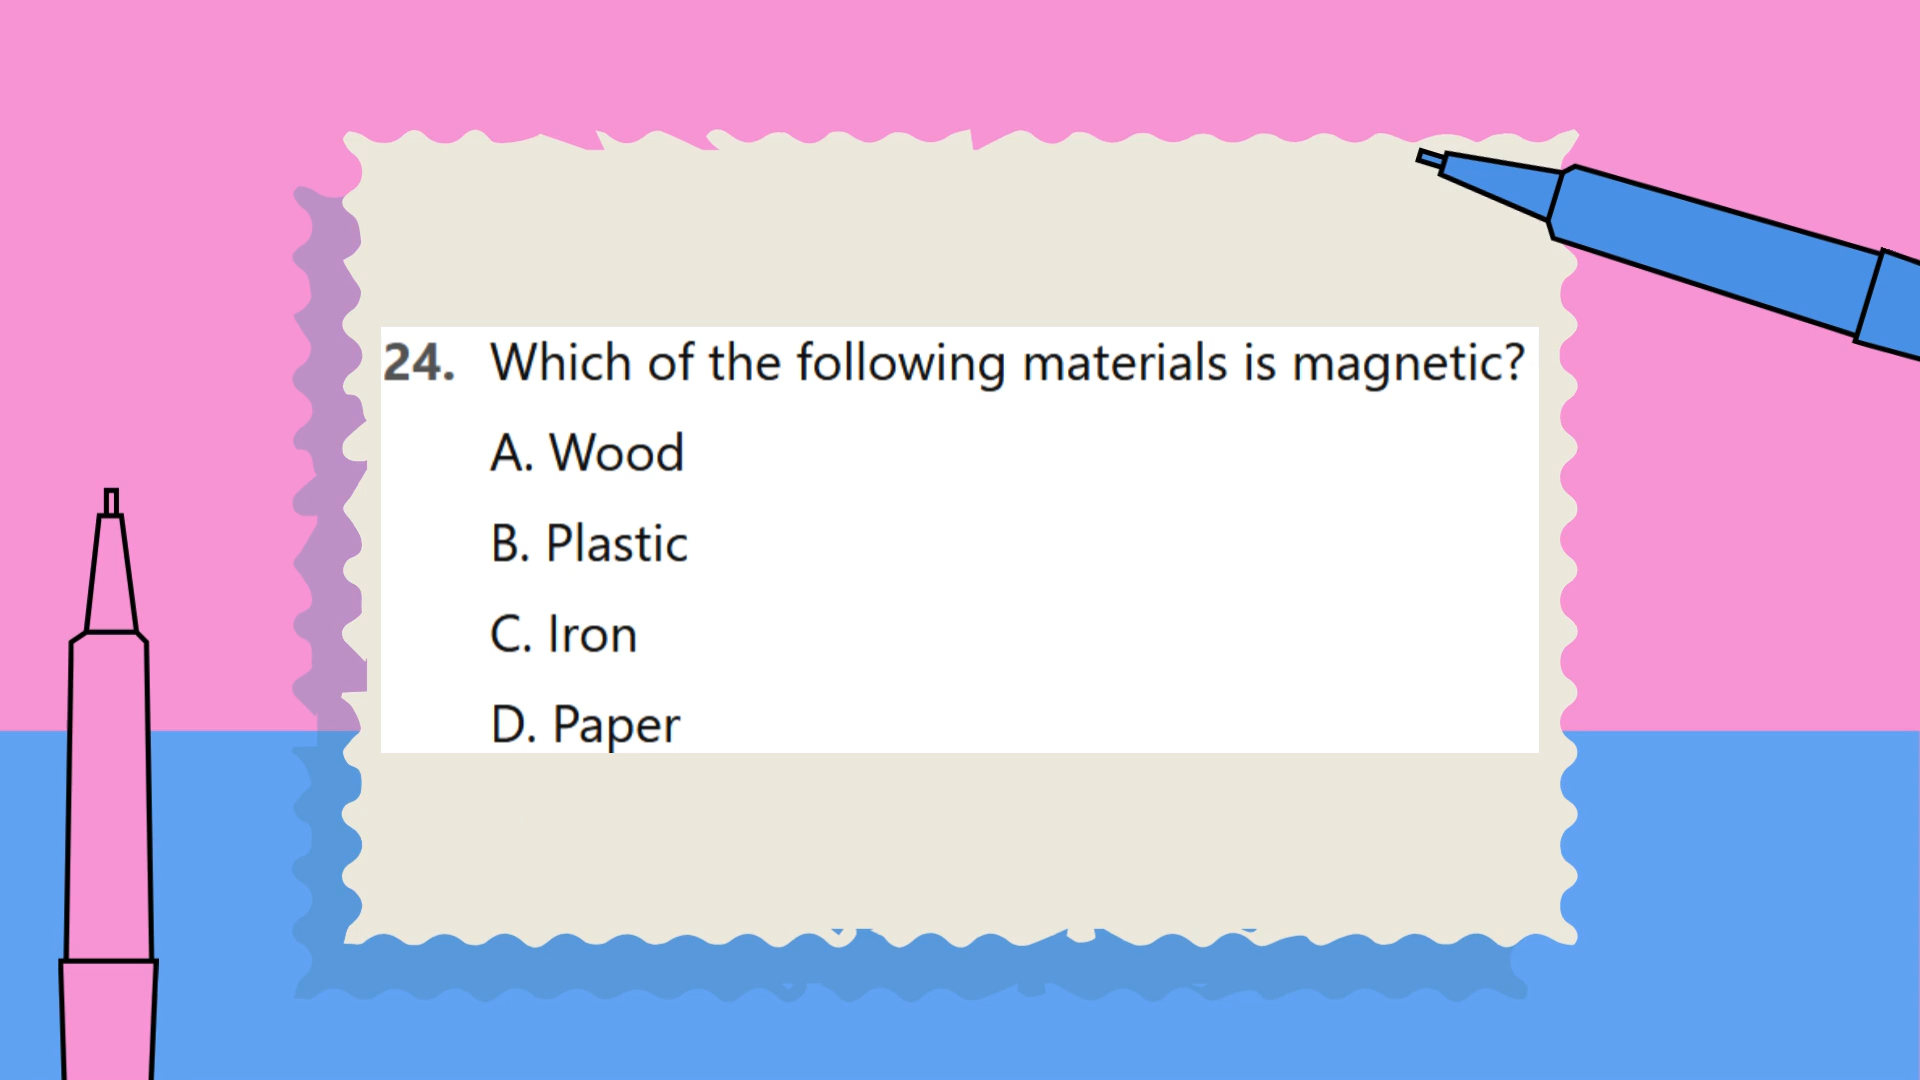 24. Which of the following materials is magnetic?
A. Wood
B. Plastic
C. Iron
D. Paper